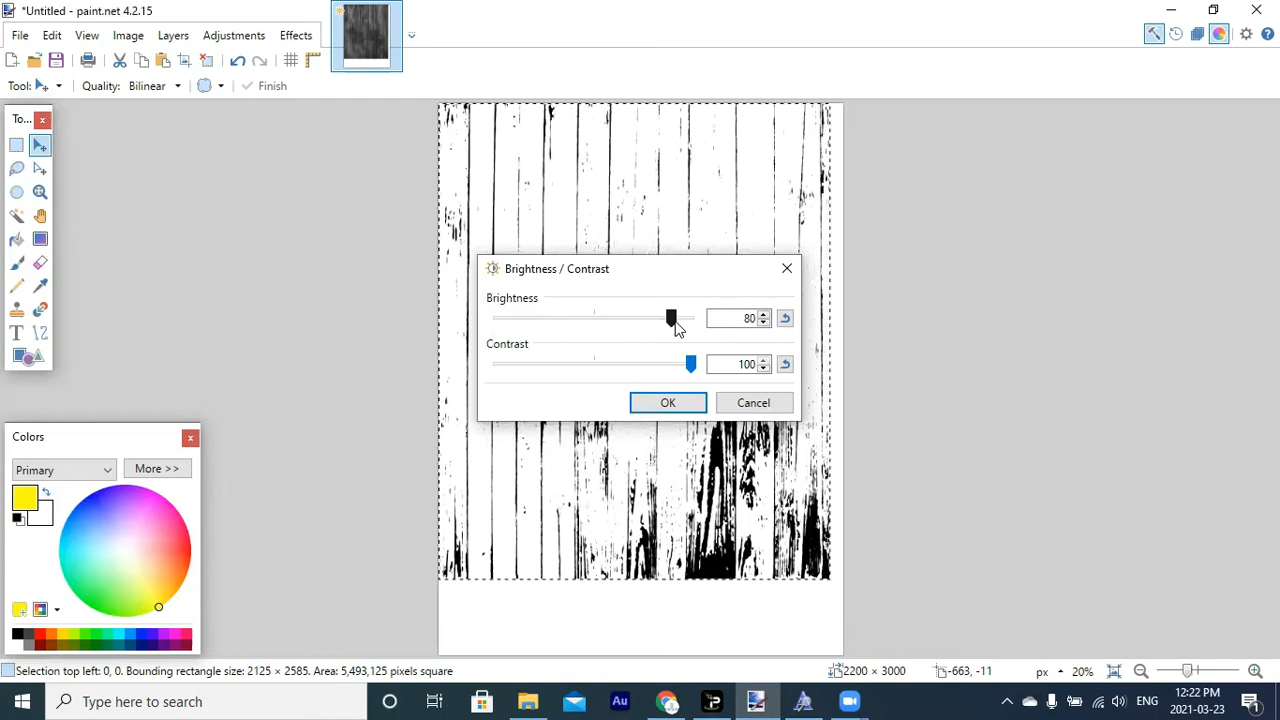 *Untitled - paint.net 4.2.15
File Edit View Image Layers Adjustments Effects
Tool: Quality: Bilinear Finish
To...
Brightness / Contrast
Brightness
80
Contrast
100
OK Cancel
Colors
Primary More >>
Selection top left: 0, 0. Bounding rectangle size: 2125 × 2585. Area: 5,493,125 pixels square 2200 × 3000 -663, -11 px 20%
Type here to search Au ENG 12:22 PM
2021-03-23 1